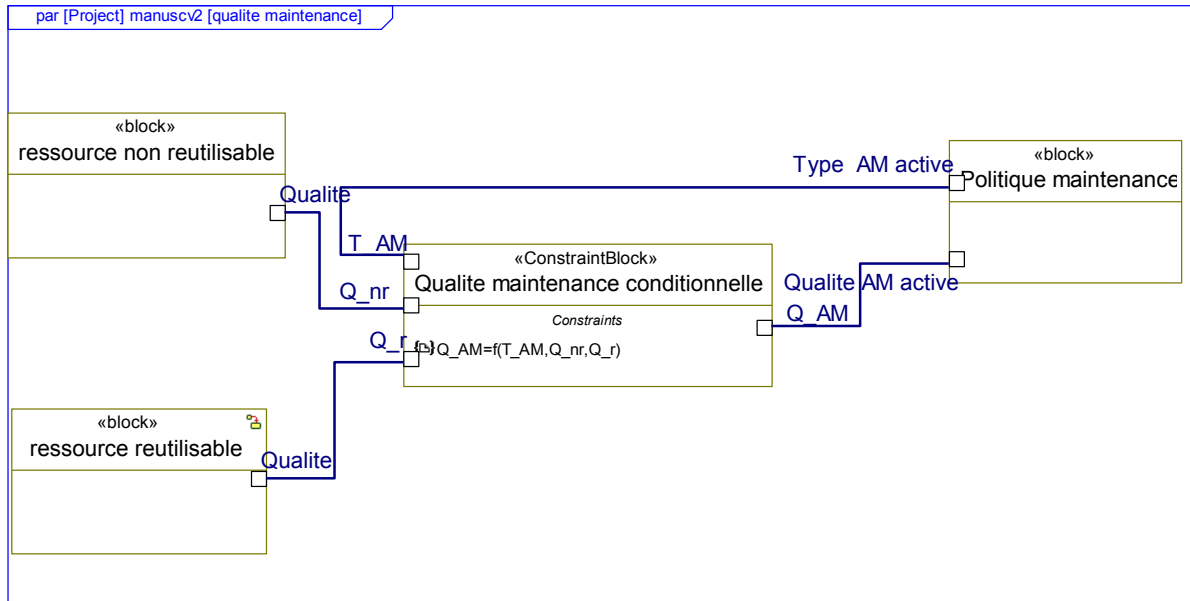 par [Project] manuscv2 [qualite maintenance]
«block»
ressource non reutilisable
Qualite
Type AM active
«block»
Politique maintenance
T_AM
Q_nr
Q_r
«ConstraintBlock»
Qualite maintenance conditionnelle
Constraints
{}Q_AM=f(T_AM,Q_nr,Q_r)
Qualite AM active
Q_AM
«block»
ressource reutilisable
Qualite